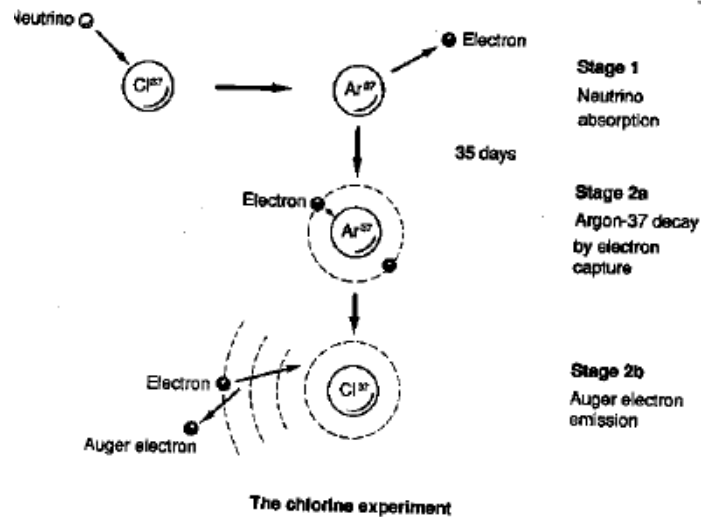 Neutrino
Electron
Cl³⁷
Ar³⁷
Stage 1
Neutrino
absorption
35 days
Electron
Ar³⁷
Stage 2a
Argon-37 decay
by electron
capture
Electron
Cl³⁷
Auger electron
Stage 2b
Auger electron
emission
The chlorine experiment